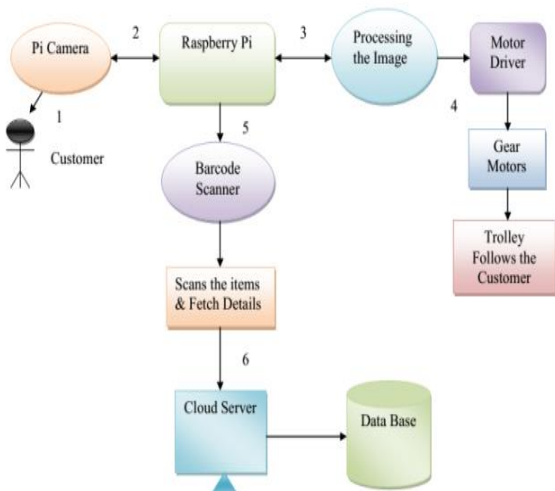 Pi Camera
2
Raspberry Pi
3
Processing
the Image
Motor
Driver
1
Customer
4
5
Barcode
Scanner
Gear
Motors
Trolley
Follows the
Customer
Scans the items
& Fetch Details
6
Cloud Server
Data Base